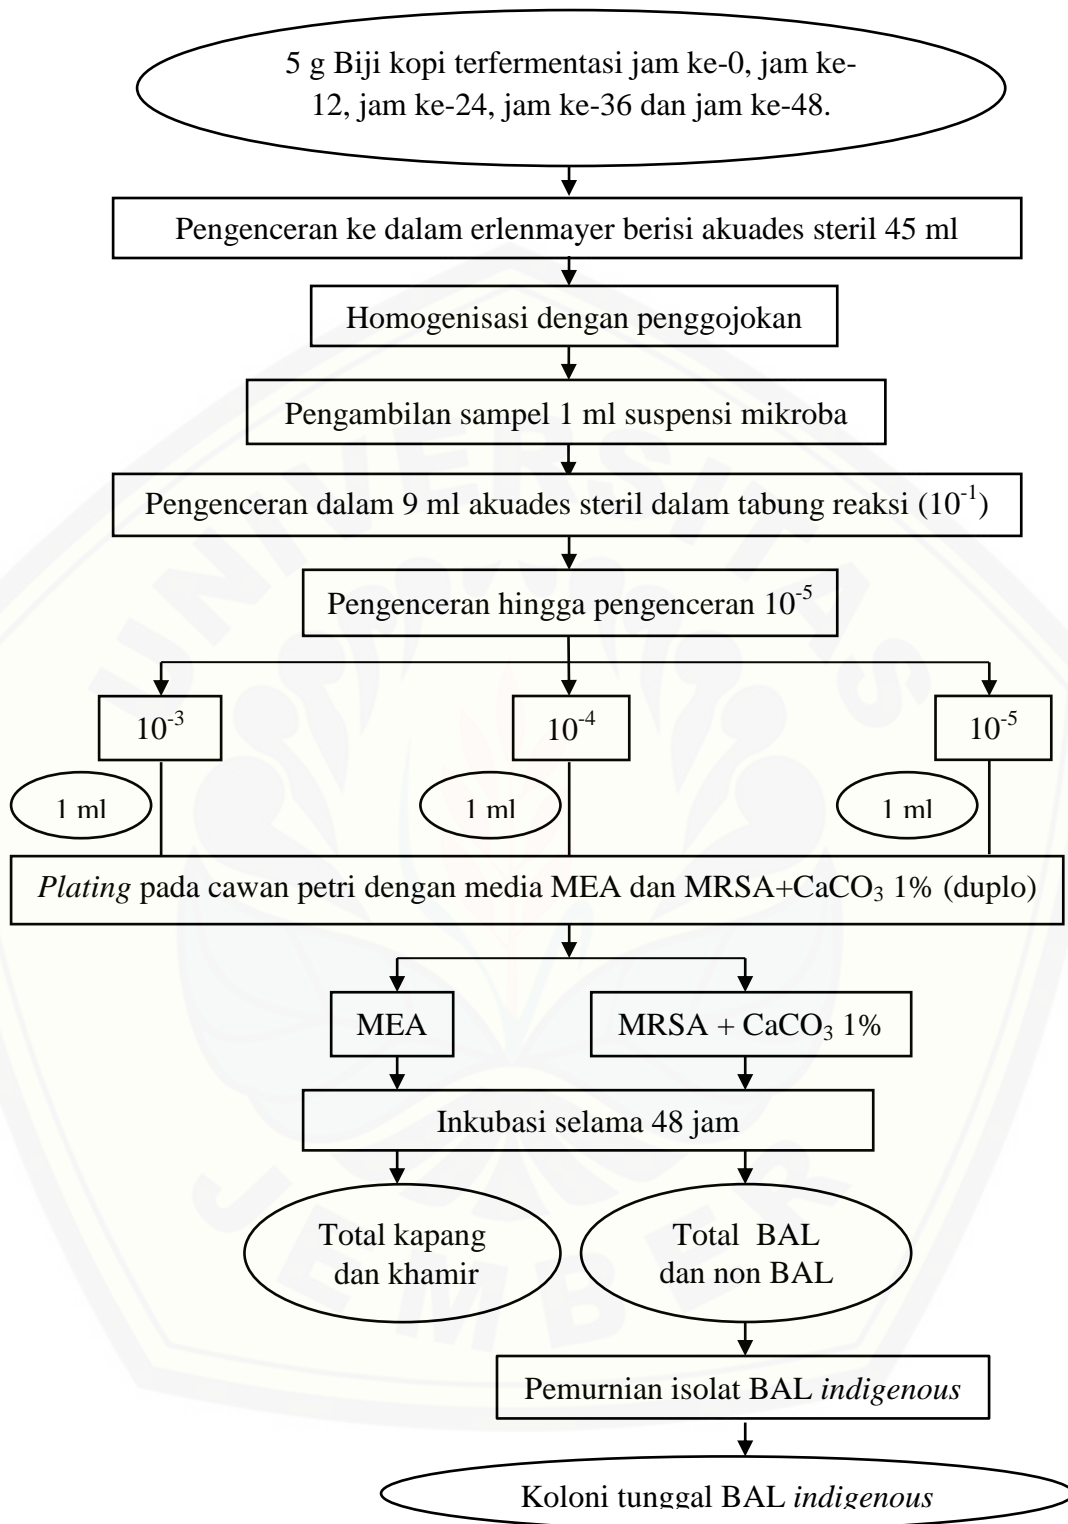 5 g Biji kopi terfermentasi jam ke-0, jam ke-
12, jam ke-24, jam ke-36 dan jam ke-48.
Pengenceran ke dalam erlenmayer berisi akuades steril 45 ml
Homogenisasi dengan penggojokan
Pengambilan sampel 1 ml suspensi mikroba
Pengenceran dalam 9 ml akuades steril dalam tabung reaksi (10⁻¹)
Pengenceran hingga pengenceran 10⁻⁵
10⁻³ 10⁻⁴ 10⁻⁵
1 ml 1 ml 1 ml
Plating pada cawan petri dengan media MEA dan MRSA+CaCO₃ 1% (duplo)
MEA MRSA + CaCO₃ 1%
Inkubasi selama 48 jam
Total kapang Total BAL
dan khamir dan non BAL
Pemurnian isolat BAL indigenous
Koloni tunggal BAL indigenous
UNIVERSITAS
JEMBER